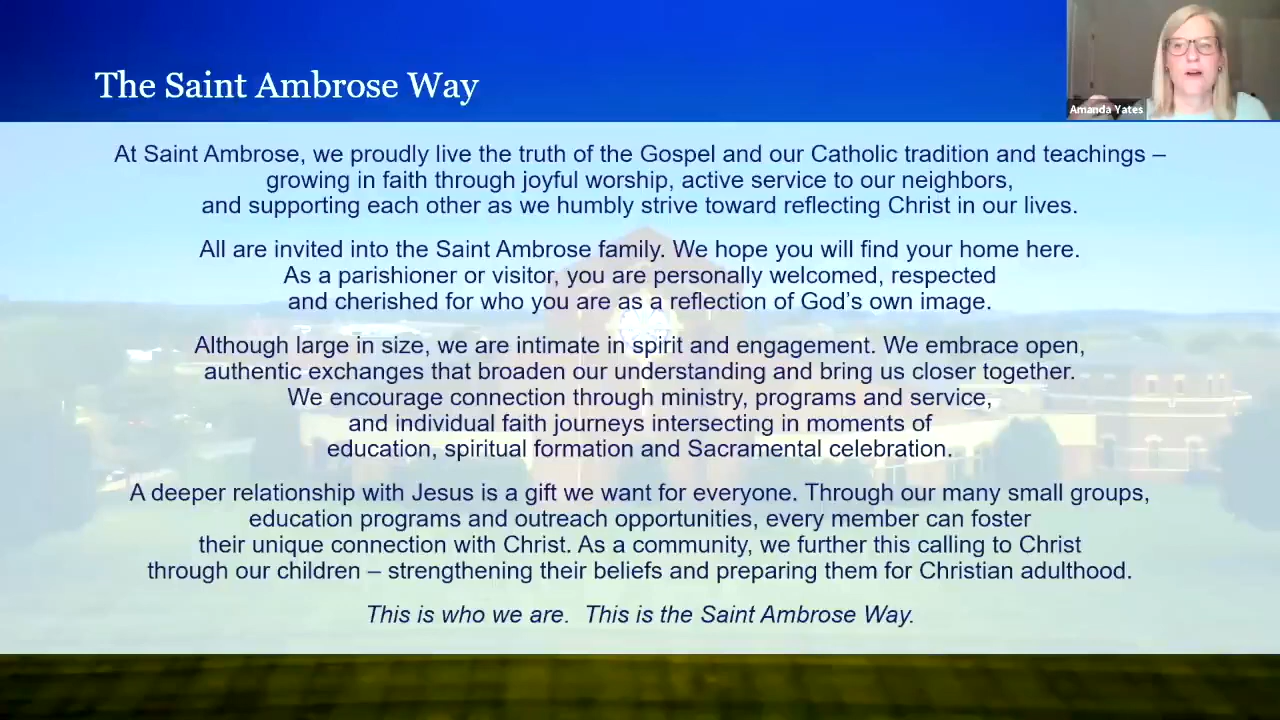 The Saint Ambrose Way
Amanda Yates
At Saint Ambrose, we proudly live the truth of the Gospel and our Catholic tradition and teachings –
growing in faith through joyful worship, active service to our neighbors,
and supporting each other as we humbly strive toward reflecting Christ in our lives.
All are invited into the Saint Ambrose family. We hope you will find your home here.
As a parishioner or visitor, you are personally welcomed, respected
and cherished for who you are as a reflection of God’s own image.
Although large in size, we are intimate in spirit and engagement. We embrace open,
authentic exchanges that broaden our understanding and bring us closer together.
We encourage connection through ministry, programs and service,
and individual faith journeys intersecting in moments of
education, spiritual formation and Sacramental celebration.
A deeper relationship with Jesus is a gift we want for everyone. Through our many small groups,
education programs and outreach opportunities, every member can foster
their unique connection with Christ. As a community, we further this calling to Christ
through our children – strengthening their beliefs and preparing them for Christian adulthood.
This is who we are.  This is the Saint Ambrose Way.